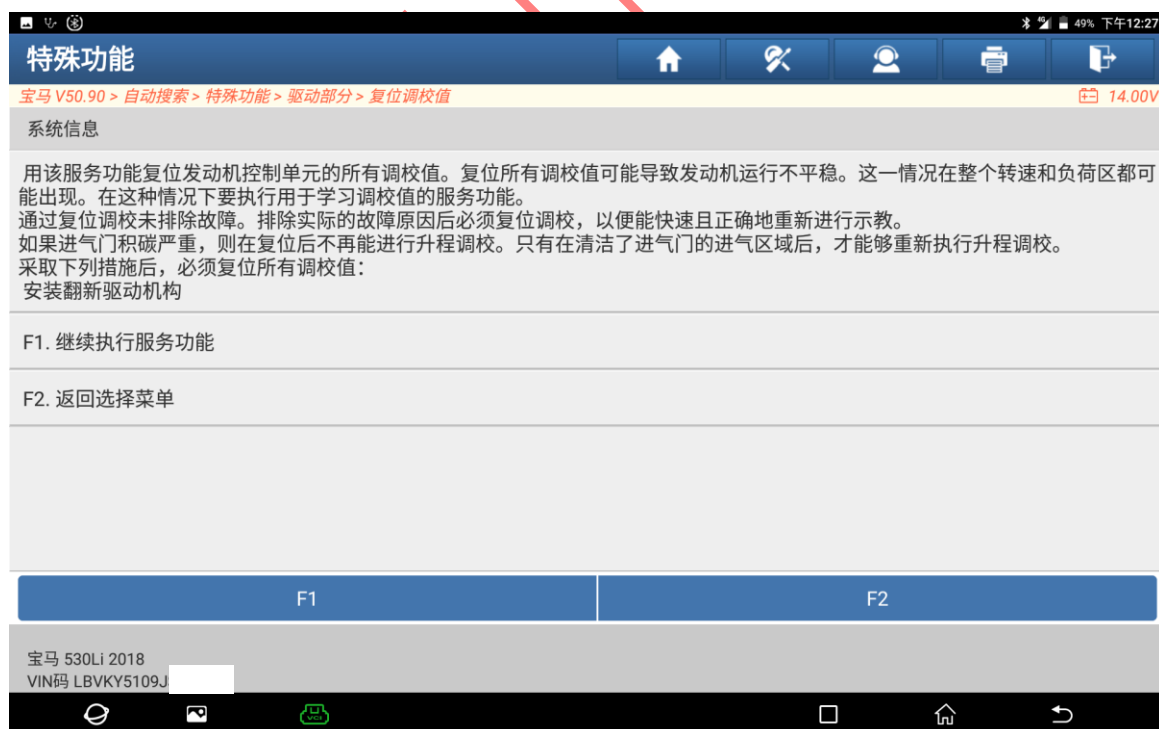 49% 下午12:27
特殊功能
宝马 V50.90 > 自动搜索 > 特殊功能 > 驱动部分 > 复位调校值
14.00V
系统信息
用该服务功能复位发动机控制单元的所有调校值。复位所有调校值可能导致发动机运行不平稳。这一情况在整个转速和负荷区都可
能出现。在这种情况下要执行用于学习调校值的服务功能。
通过复位调校未排除故障。排除实际的故障原因后必须复位调校，以便能快速且正确地重新进行示教。
如果进气门积碳严重，则在复位后不再能进行升程调校。只有在清洁了进气门的进气区域后，才能够重新执行升程调校。
采取下列措施后，必须复位所有调校值：
安装翻新驱动机构
F1. 继续执行服务功能
F2. 返回选择菜单
F1
F2
宝马 530Li 2018
VIN码 LBVKY5109J
VCI